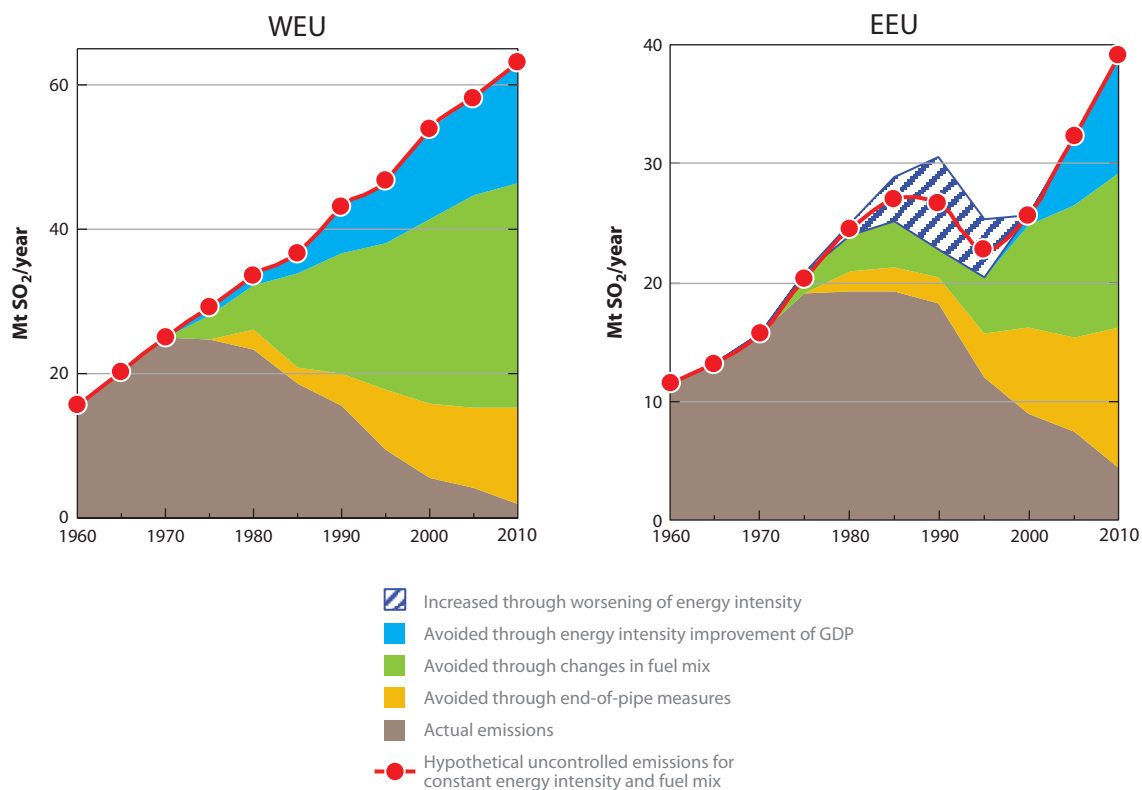 WEU
Mt SO₂/year
60
40
20
0
1960 1970 1980 1990 2000 2010
EEU
Mt SO₂/year
40
30
20
10
0
1960 1970 1980 1990 2000 2010
Increased through worsening of energy intensity
Avoided through energy intensity improvement of GDP
Avoided through changes in fuel mix
Avoided through end-of-pipe measures
Actual emissions
Hypothetical uncontrolled emissions for
constant energy intensity and fuel mix